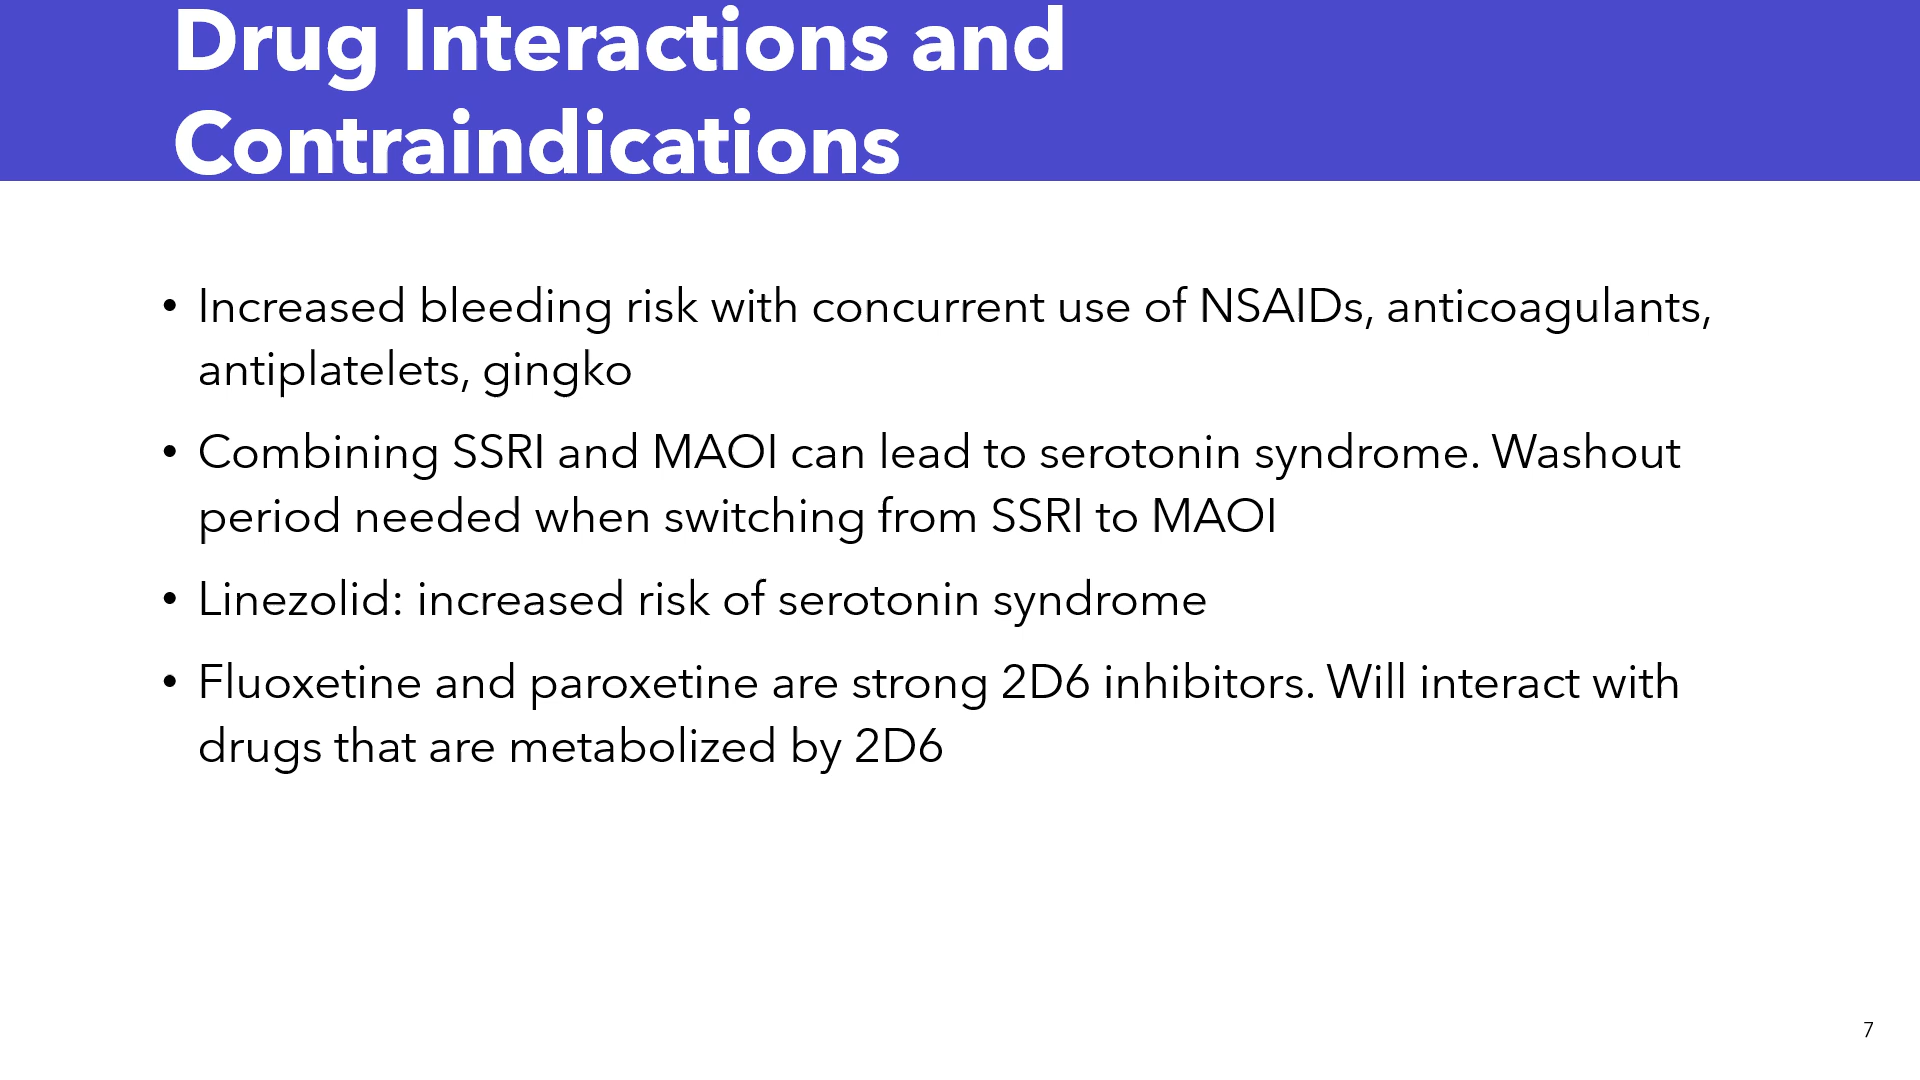 Drug Interactions and
Contraindications
• Increased bleeding risk with concurrent use of NSAIDs, anticoagulants,
antiplatelets, gingko
• Combining SSRI and MAOI can lead to serotonin syndrome. Washout
period needed when switching from SSRI to MAOI
• Linezolid: increased risk of serotonin syndrome
• Fluoxetine and paroxetine are strong 2D6 inhibitors. Will interact with
drugs that are metabolized by 2D6
7